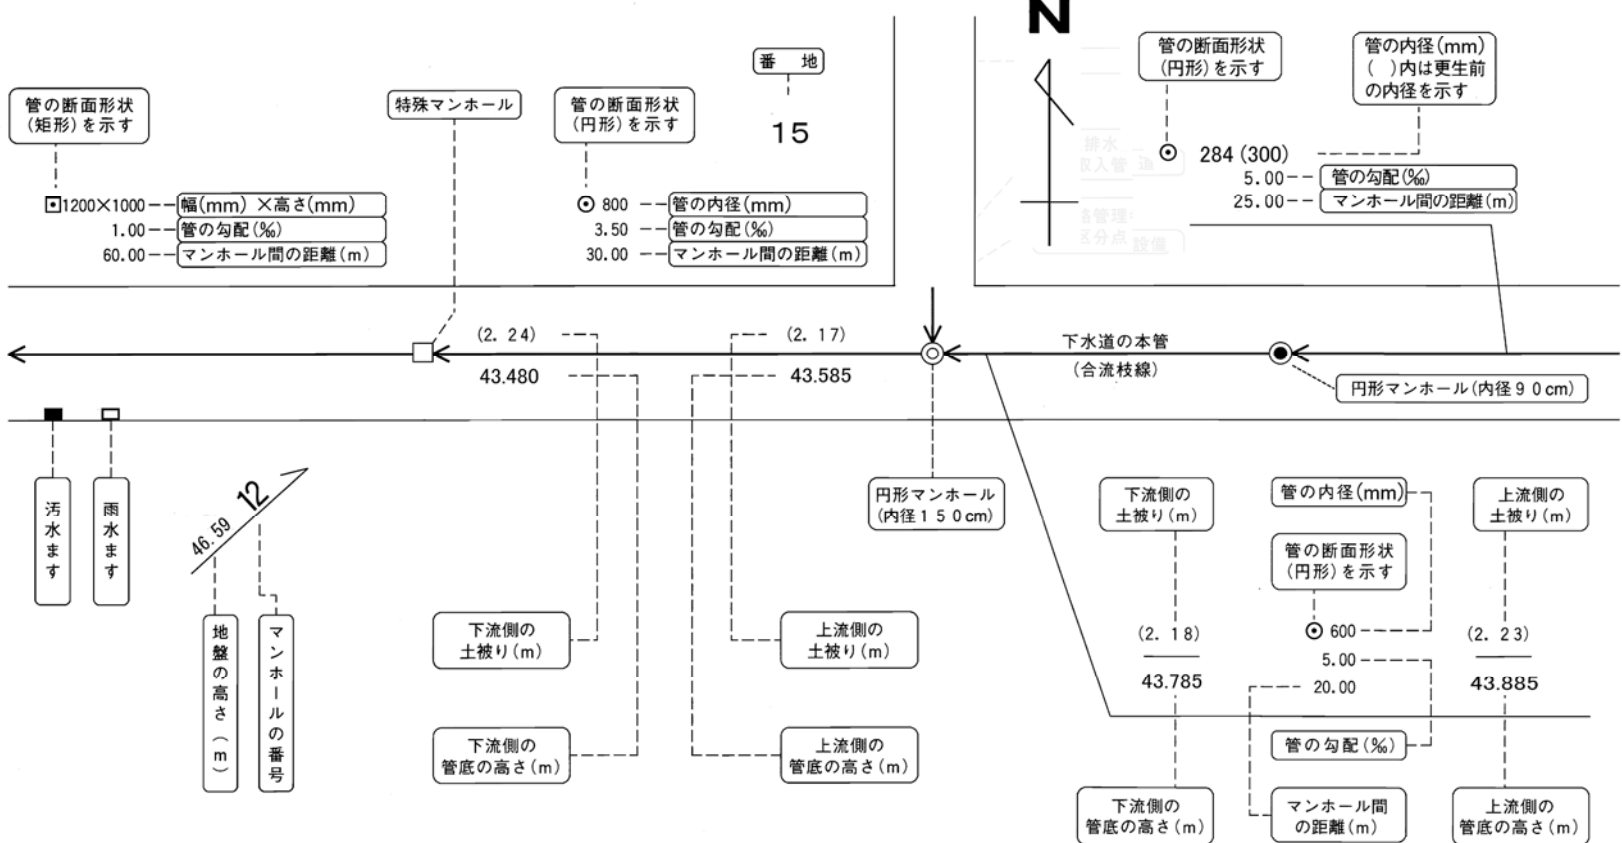 N
番 地
15
管の断面形状
(矩形)を示す
特殊マンホール
管の断面形状
(円形)を示す
管の断面形状
(円形)を示す
管の内径(mm)
( )内は更生前
の内径を示す
1200×1000
幅(mm) ×高さ(mm)
1.00
管の勾配(‰)
60.00
マンホール間の距離(m)
800
管の内径(mm)
3.50
管の勾配(‰)
30.00
マンホール間の距離(m)
284 (300)
5.00
管の勾配(‰)
25.00
マンホール間の距離(m)
排水
収入管
管理
区分点
設備
(2. 24)
43.480
(2. 17)
43.585
下水道の本管
(合流枝線)
円形マンホール(内径90cm)
汚水ます
雨水ます
46.59
12
地盤の高さ(m)
マンホールの番号
円形マンホール
(内径150cm)
下流側の
土被り(m)
上流側の
土被り(m)
下流側の
管底の高さ(m)
上流側の
管底の高さ(m)
下流側の
土被り(m)
管の内径(mm)
上流側の
土被り(m)
管の断面形状
(円形)を示す
(2. 18)
43.785
600
5.00
20.00
(2. 23)
43.885
管の勾配(‰)
下流側の
管底の高さ(m)
マンホール間
の距離(m)
上流側の
管底の高さ(m)